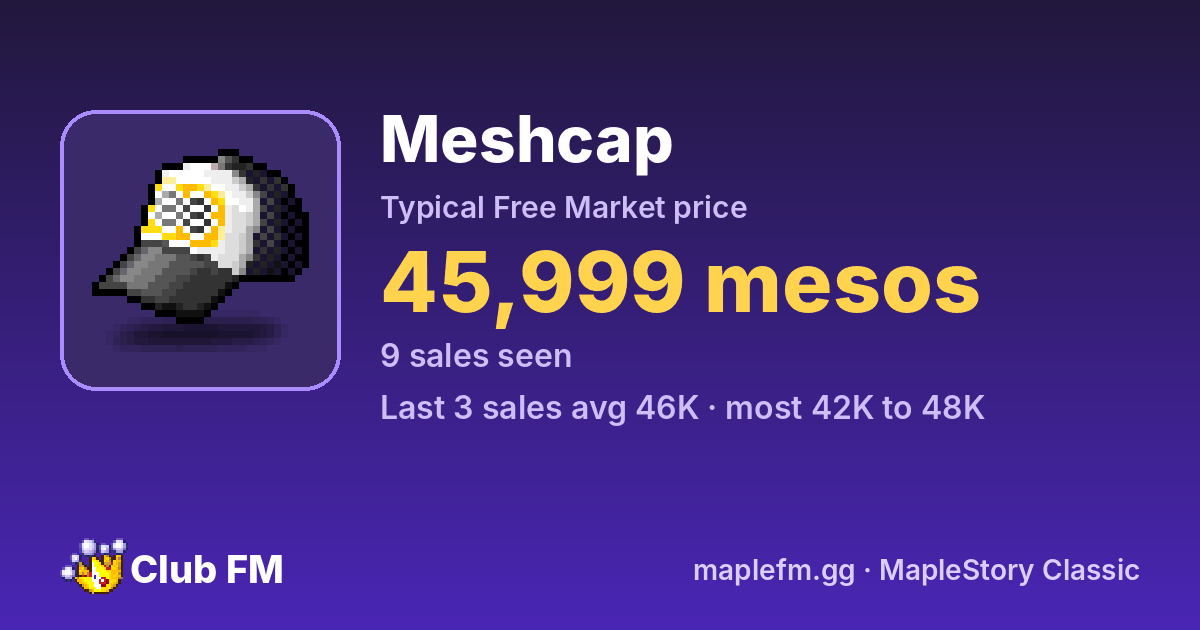 Meshcap
Typical Free Market price
45,999 mesos
9 sales seen
Last 3 sales avg 46K · most 42K to 48K
Club FM
maplefm.gg · MapleStory Classic